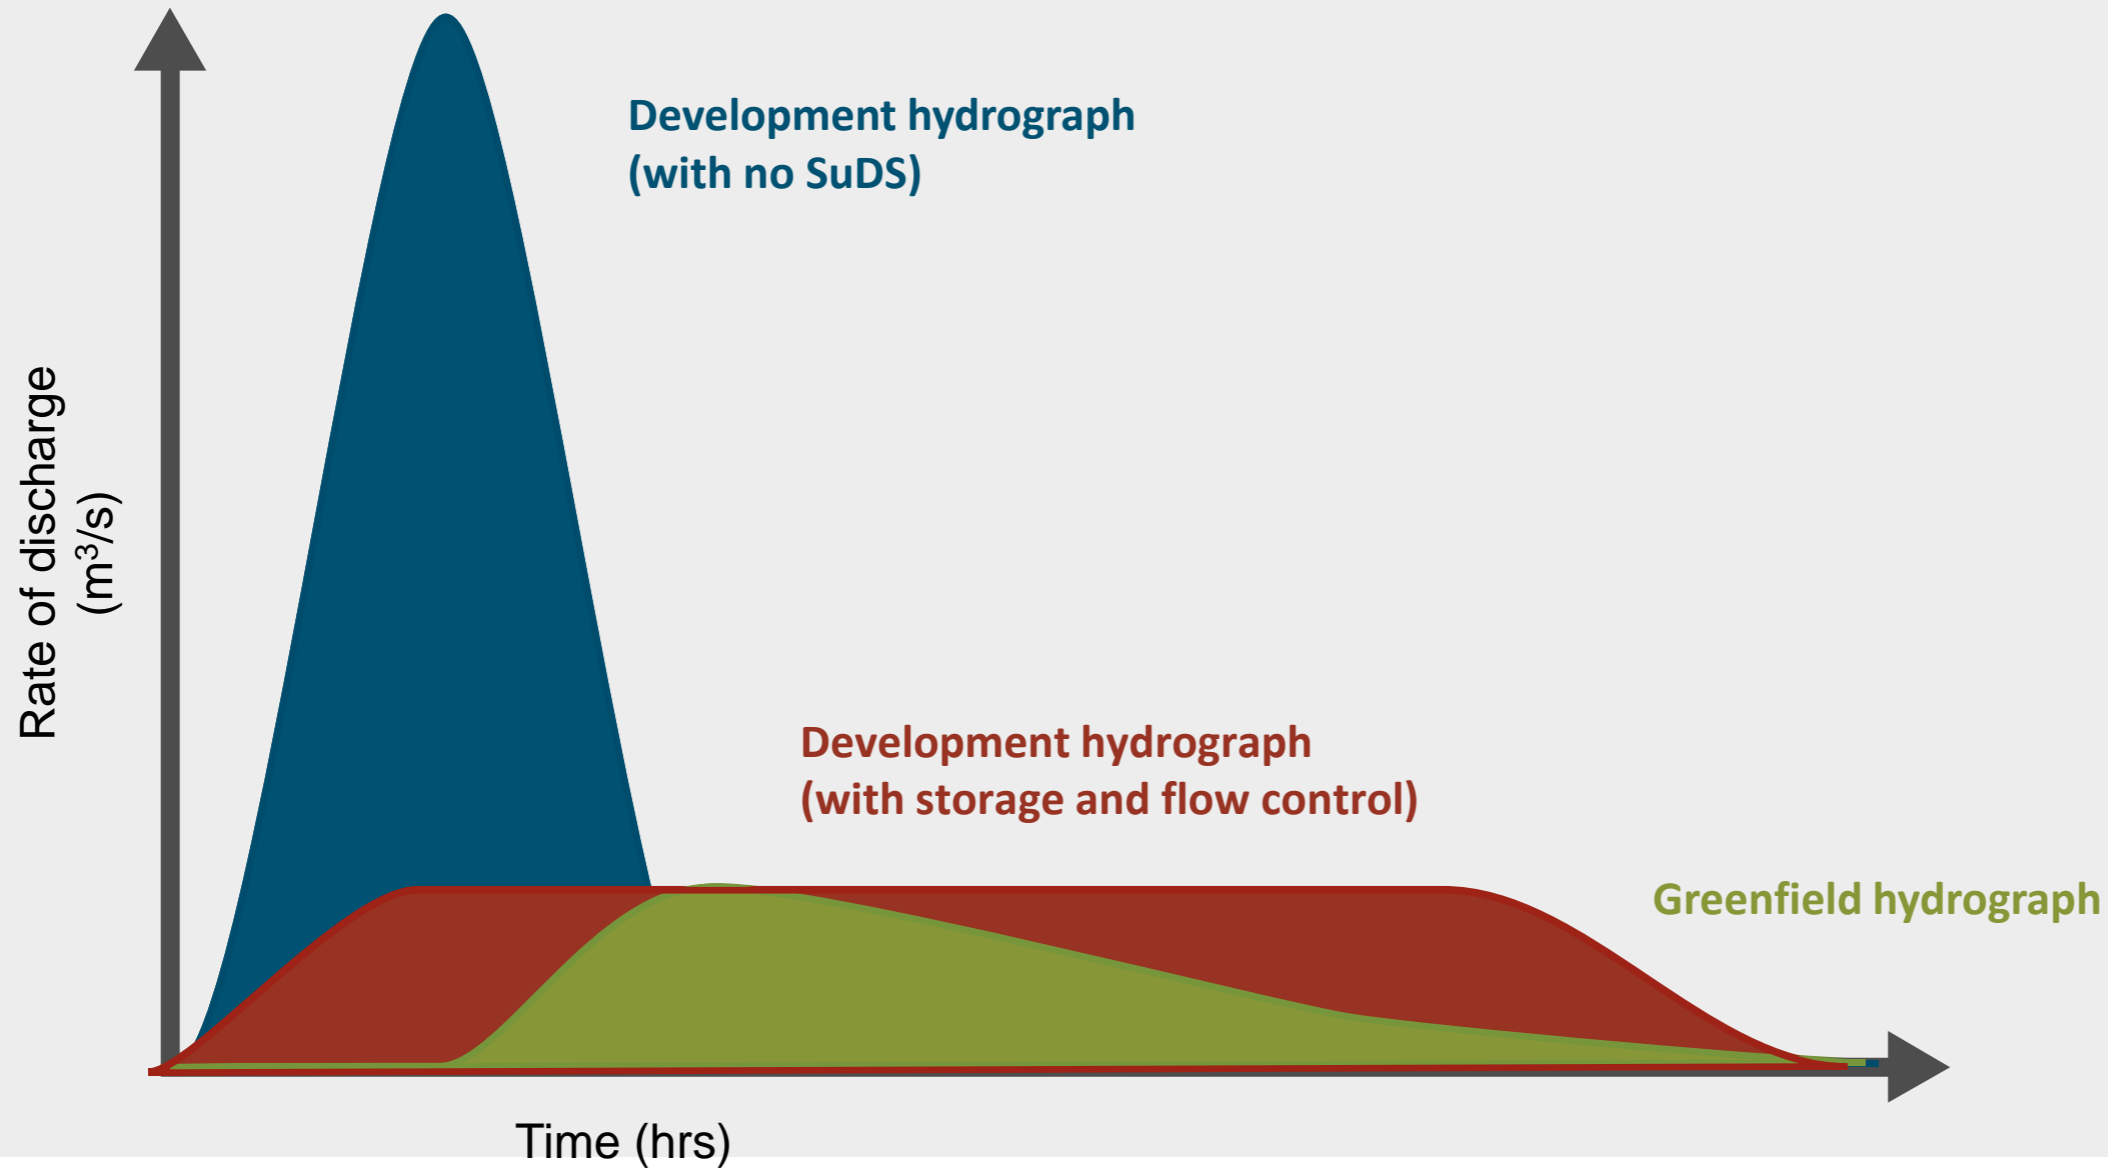 Development hydrograph
(with no SuDS)
Rate of discharge
(m³/s)
Development hydrograph
(with storage and flow control)
Greenfield hydrograph
Time (hrs)